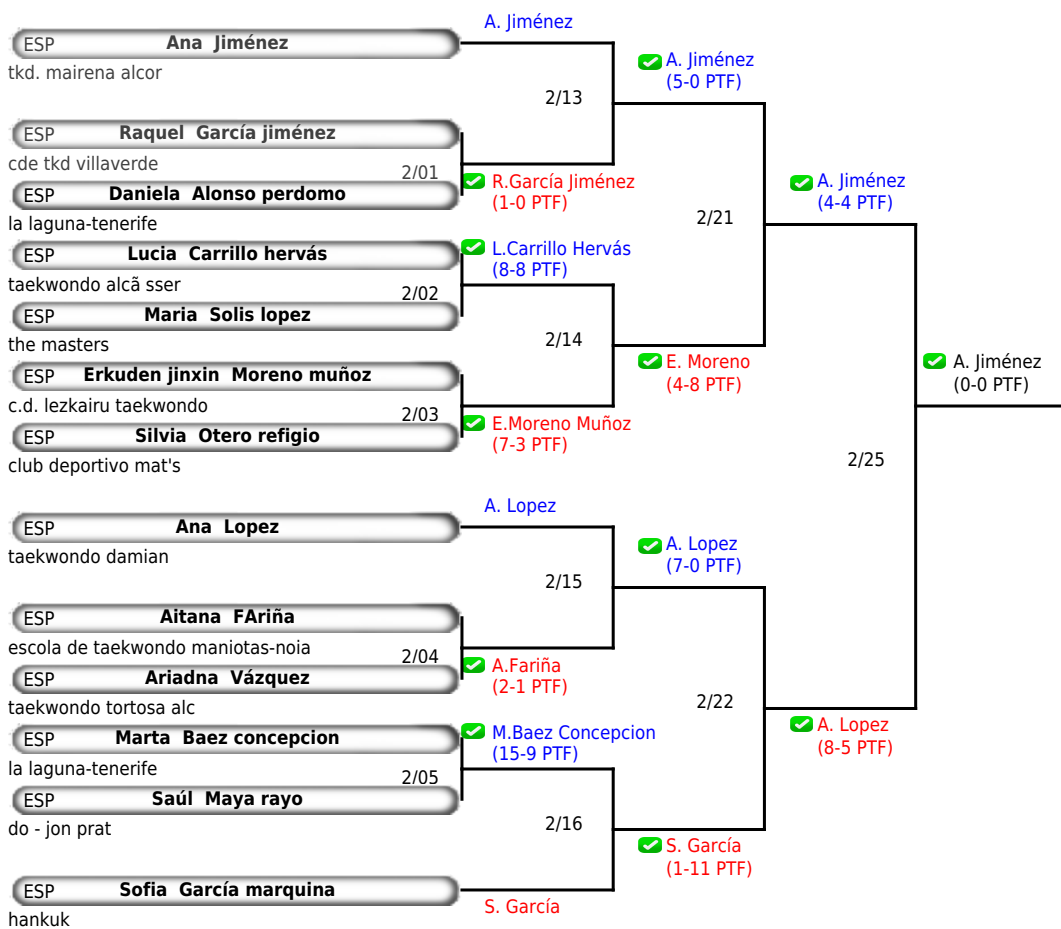 A. Jiménez
ESP Ana Jiménez
tkd. mairena alcor
A. Jiménez
(5-0 PTF)
2/13
ESP Raquel García jiménez
cde tkd villaverde
2/01
ESP Daniela Alonso perdomo
la laguna-tenerife
R.García Jiménez
(1-0 PTF)
A. Jiménez
(4-4 PTF)
2/21
ESP Lucia Carrillo hervás
taekwondo alcã sser
L.Carrillo Hervás
(8-8 PTF)
2/02
ESP Maria Solis lopez
the masters
2/14
E. Moreno
(4-8 PTF)
A. Jiménez
(0-0 PTF)
ESP Erkuden jinxin Moreno muñoz
c.d. lezkairu taekwondo
2/03
ESP Silvia Otero refigio
club deportivo mat's
E.Moreno Muñoz
(7-3 PTF)
2/25
A. Lopez
ESP Ana Lopez
taekwondo damian
A. Lopez
(7-0 PTF)
2/15
ESP Aitana FAriña
escola de taekwondo maniotas-noia
2/04
ESP Ariadna Vázquez
taekwondo tortosa alc
A.Fariña
(2-1 PTF)
2/22
A. Lopez
(8-5 PTF)
ESP Marta Baez concepcion
la laguna-tenerife
M.Baez Concepcion
(15-9 PTF)
2/05
ESP Saúl Maya rayo
do - jon prat
2/16
S. García
(1-11 PTF)
ESP Sofia García marquina
hankuk
S. García